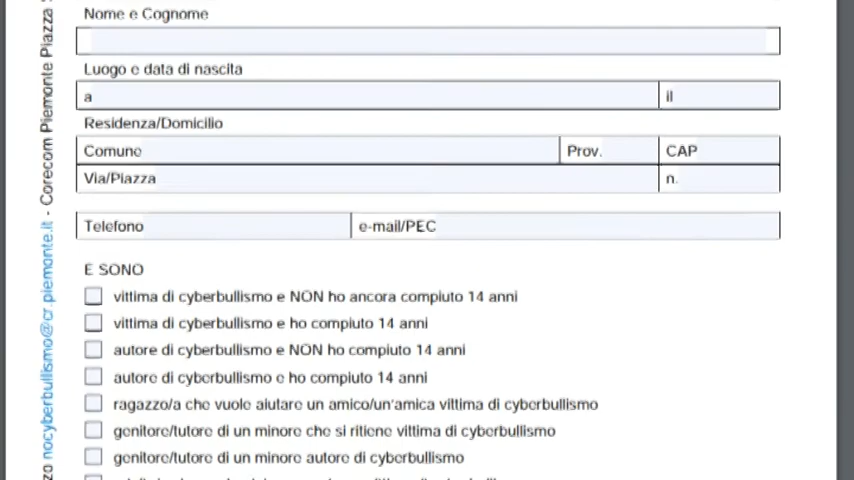 Nome e Cognome
Luogo e data di nascita
a il
Residenza/Domicilio
Comune Prov. CAP
Via/Piazza n.
Telefono e-mail/PEC
E SONO
vittima di cyberbullismo e NON ho ancora compiuto 14 anni
vittima di cyberbullismo e ho compiuto 14 anni
autore di cyberbullismo e NON ho compiuto 14 anni
autore di cyberbullismo e ho compiuto 14 anni
ragazzo/a che vuole aiutare un amico/un'amica vittima di cyberbullismo
genitore/tutore di un minore che si ritiene vittima di cyberbullismo
genitore/tutore di un minore autore di cyberbullismo
nocyberbullismo@cr.piemonte.it - Corecom Piemonte Piazza